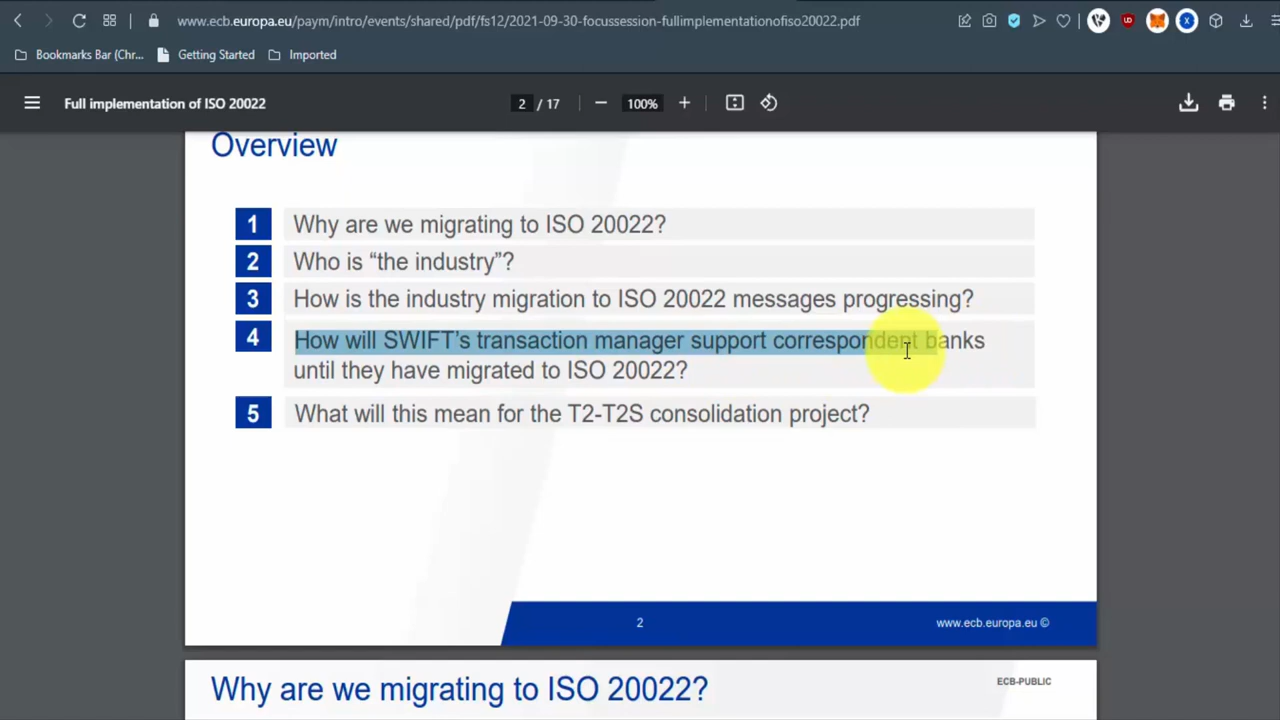 www.ecb.europa.eu/paym/intro/events/shared/pdf/fs12/2021-09-30-focussession-fullimplementationofiso20022.pdf
Bookmarks Bar (Chr... Getting Started Imported
Full implementation of ISO 20022 2 / 17 100%
Overview
1 Why are we migrating to ISO 20022?
2 Who is “the industry”?
3 How is the industry migration to ISO 20022 messages progressing?
4 How will SWIFT’s transaction manager support correspondent banks
until they have migrated to ISO 20022?
5 What will this mean for the T2-T2S consolidation project?
2 www.ecb.europa.eu ©
Why are we migrating to ISO 20022? ECB-PUBLIC